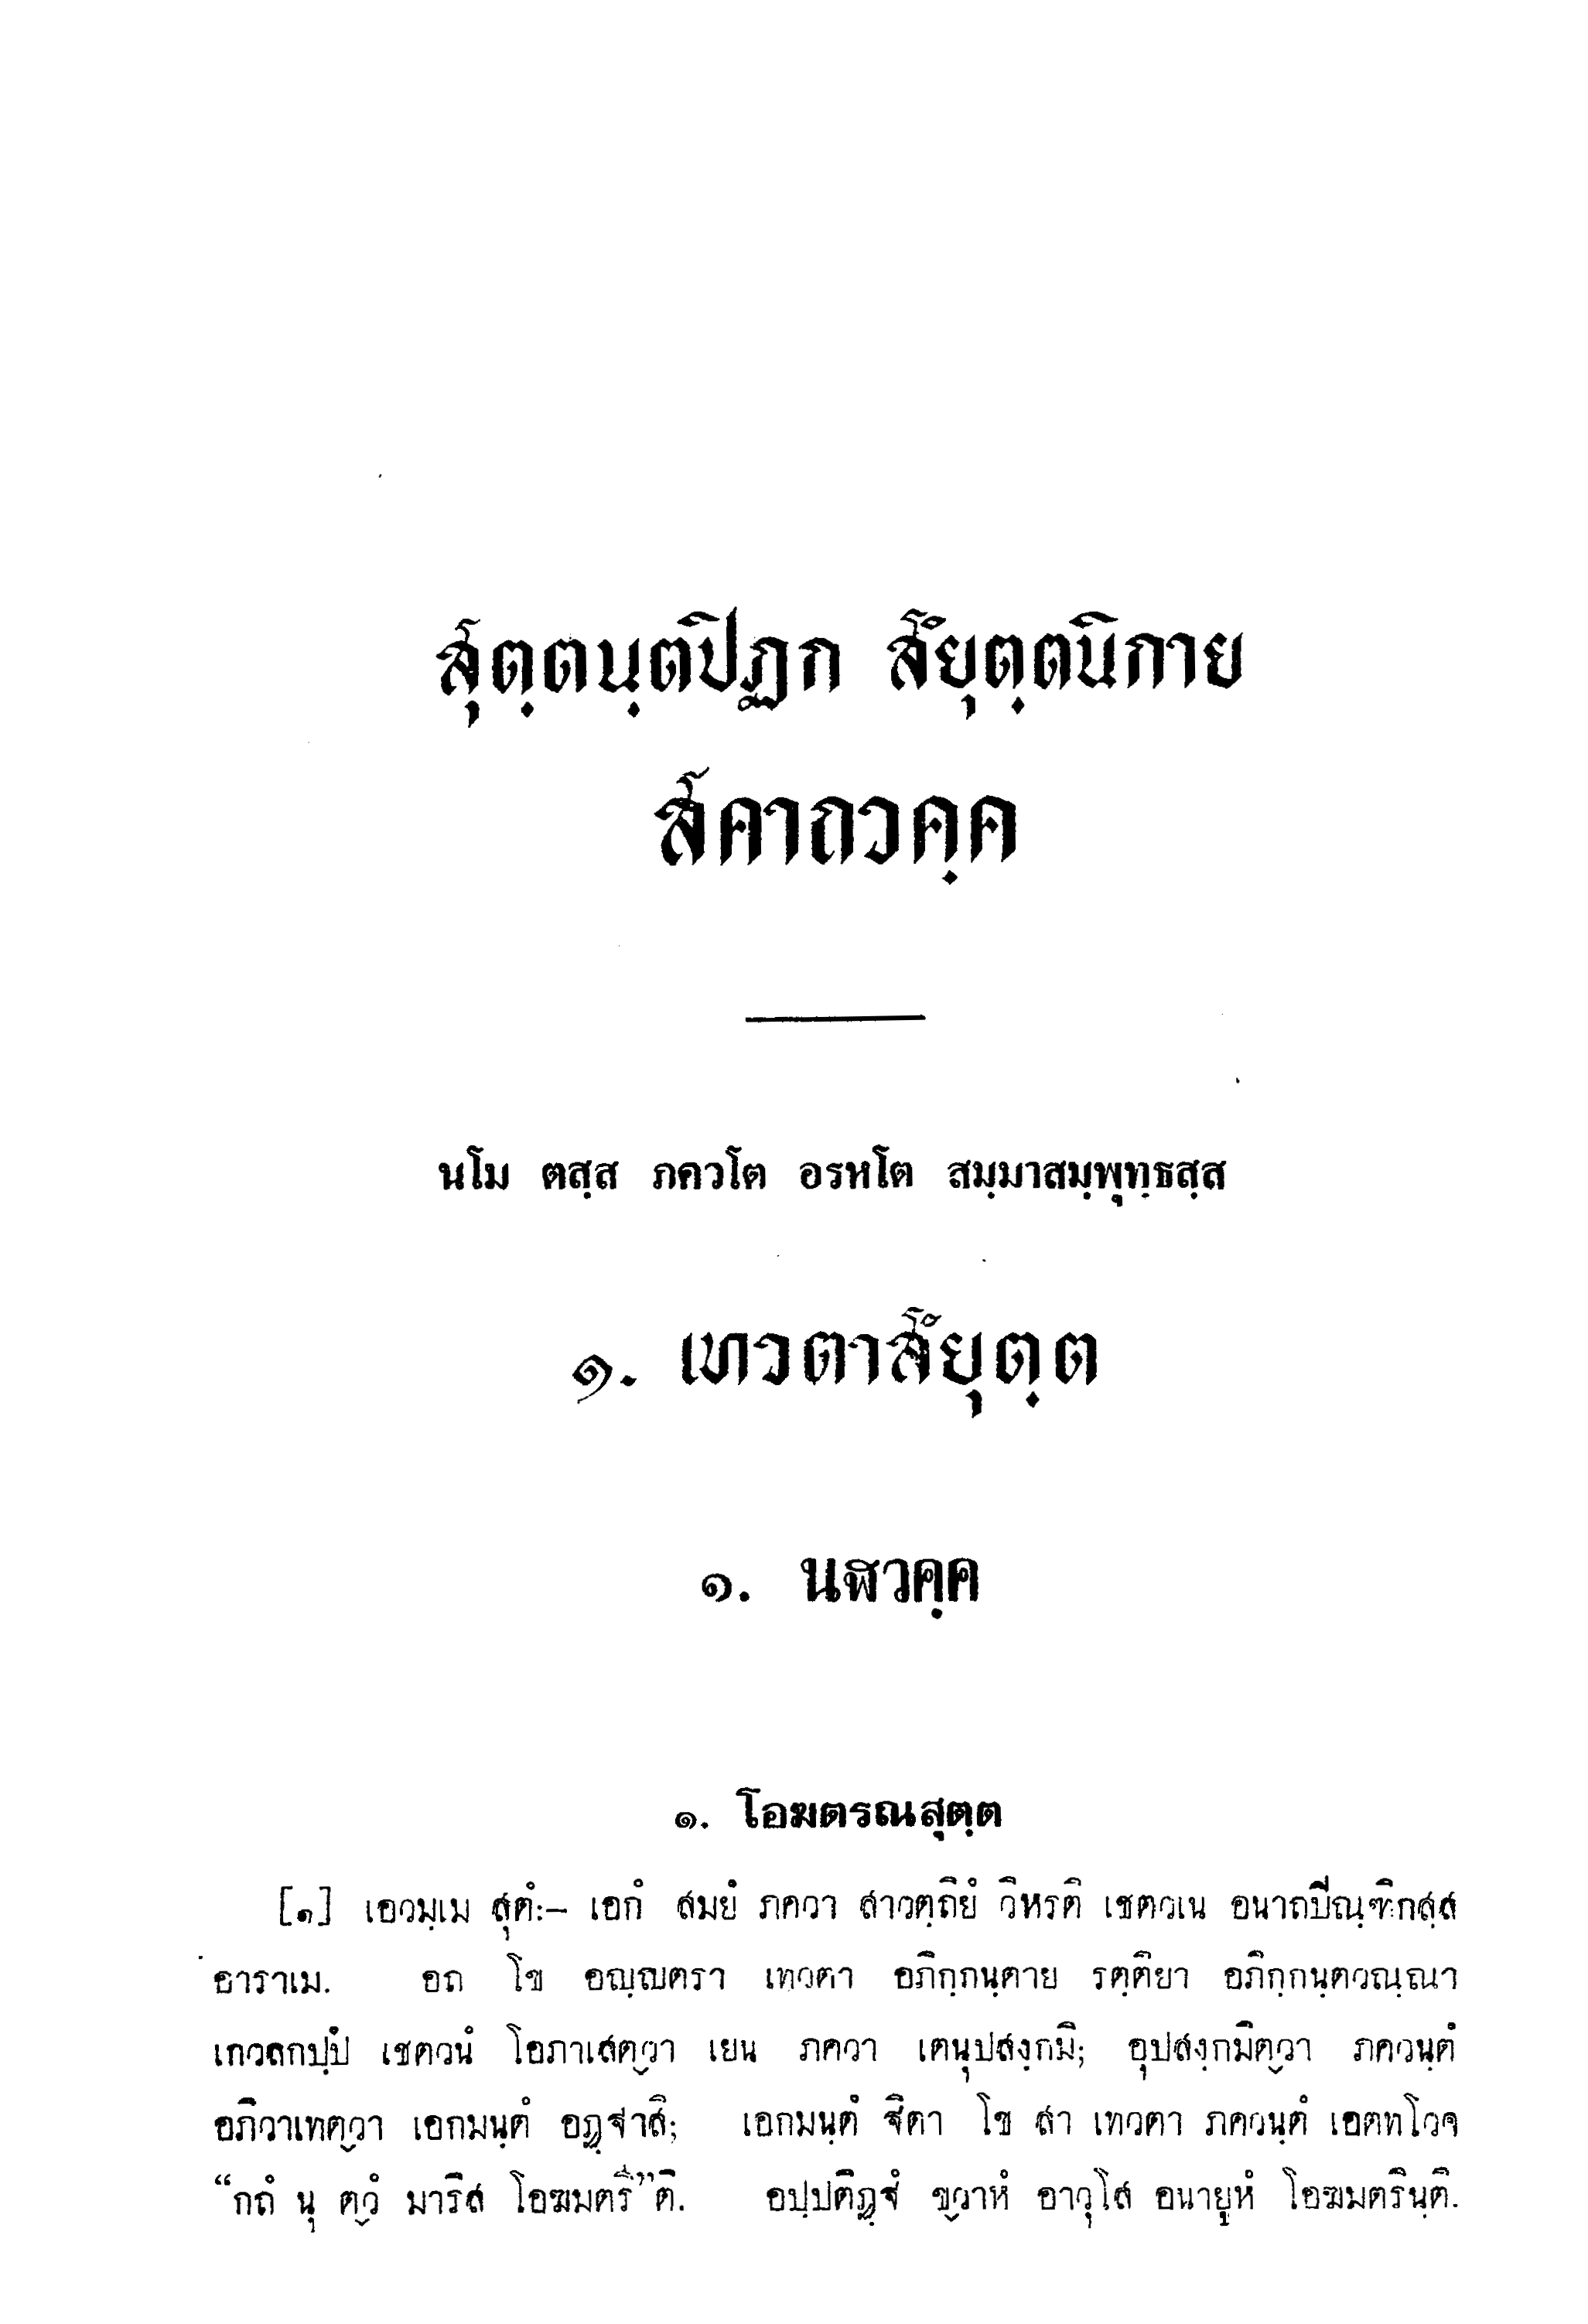 สุตฺตนฺตปิฏก สํยุตฺตนิกาย
สคาถวคฺค
นโม ตสฺส ภควโต อรหโต สมฺมาสมฺพุทฺธสฺส
๑. เทวตาสํยุตฺต
๑. นฬวคฺค
๑. โอฆตรณสุตฺต
[๑] เอวมฺเม สุตํ:– เอกํ สมยํ ภควา สาวตฺถิยํ วิหรติ เชตวเน อนาถปิณฺฑิกสฺส
อาราเม. อถ โข อญฺญตรา เทวตา อภิกฺกนฺตาย รตฺติยา อภิกฺกนฺตวณฺณา
เกวลกปฺปํ เชตวนํ โอภาเสตฺวา เยน ภควา เตนุปสงฺกมิ; อุปสงฺกมิตฺวา ภควนฺตํ
อภิวาเทตฺวา เอกมนฺตํ อฏฺฐาสิ; เอกมนฺตํ ฐิตา โข สา เทวตา ภควนฺตํ เอตทโวจ
“กถํ นุ ตฺวํ มาริส โอฆมตรี”ติ. อปฺปติฏฺฐํ ขฺวาหํ อาวุโส อนายูหํ โอฆมตรินฺติ.